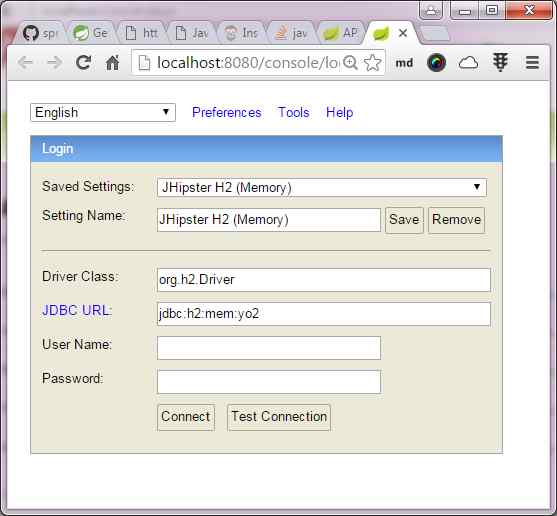 spr
Ge
htt
Jav
Ins
jav
AP
localhost:8080/console/lo
md
English Preferences Tools Help
Login
Saved Settings: JHipster H2 (Memory)
Setting Name: JHipster H2 (Memory) Save Remove
Driver Class: org.h2.Driver
JDBC URL: jdbc:h2:mem:yo2
User Name:
Password:
Connect Test Connection